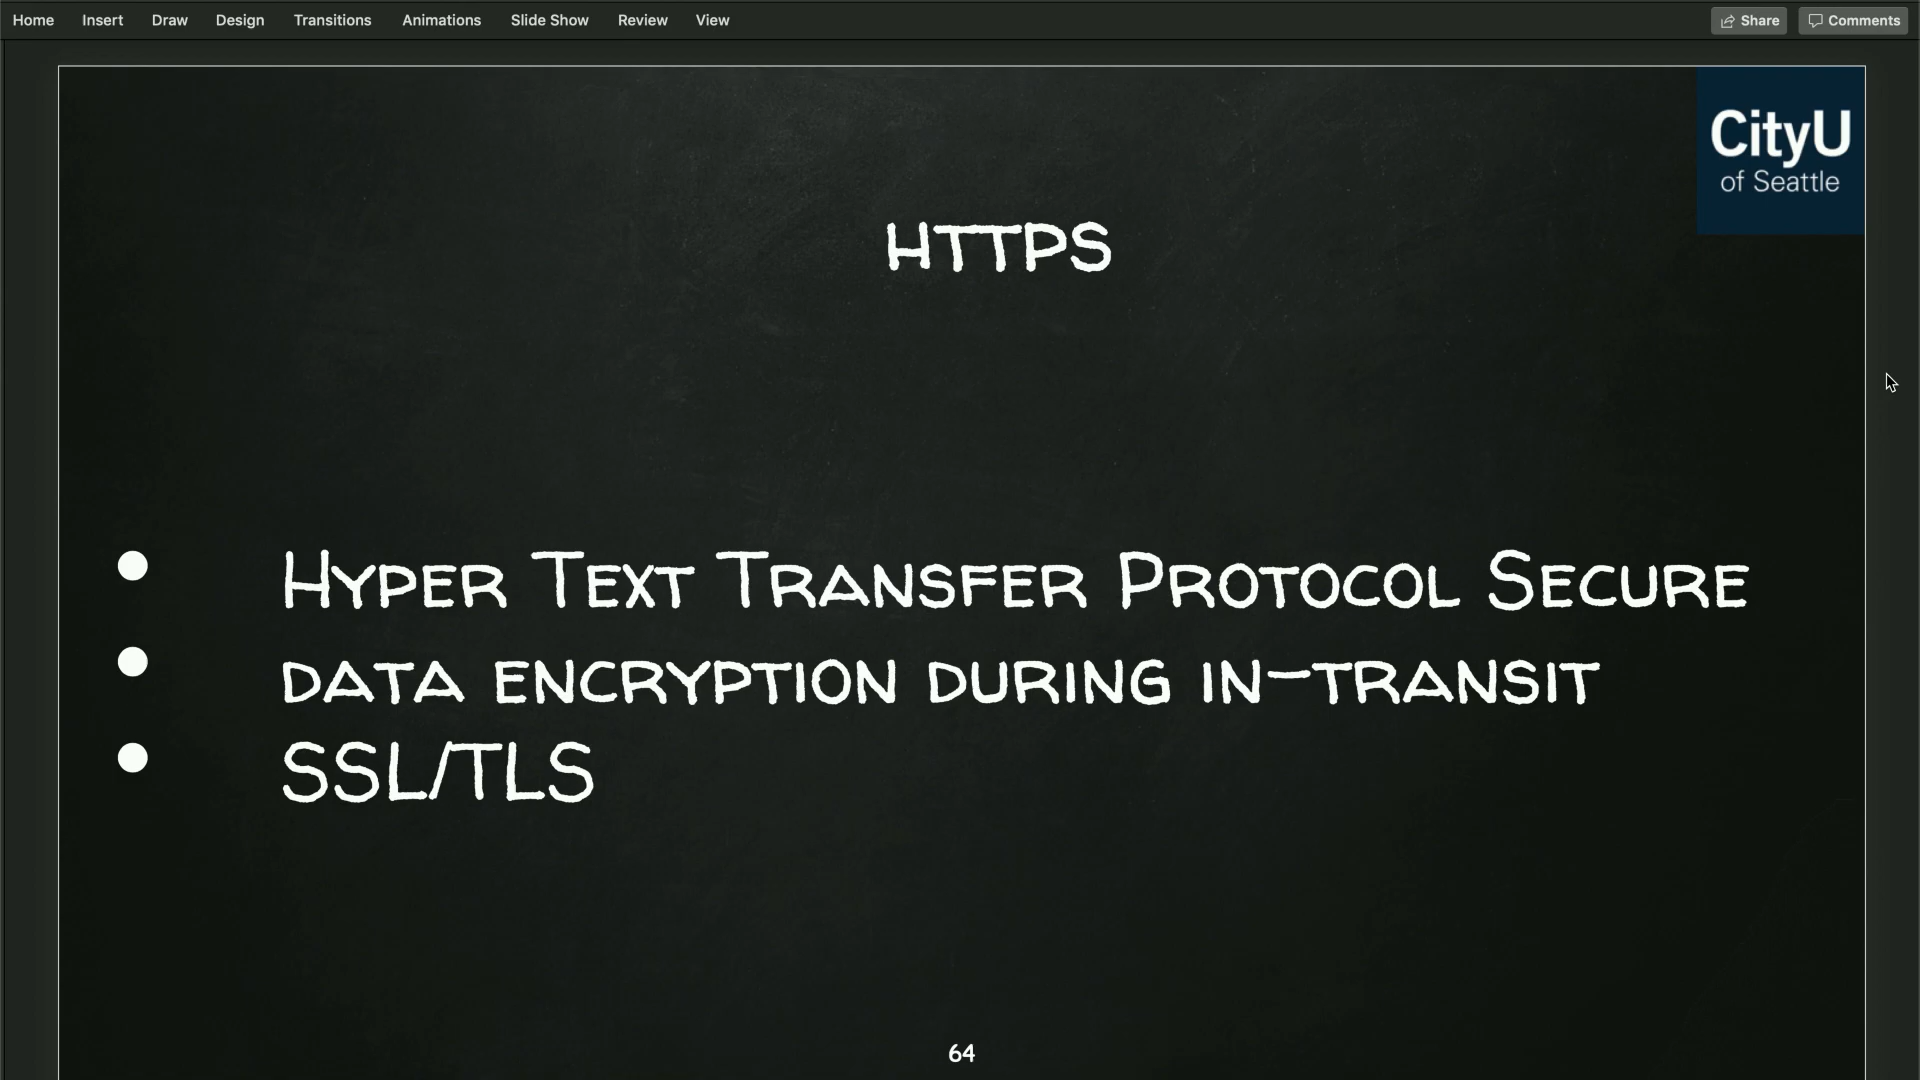 Home Insert Draw Design Transitions Animations Slide Show Review View Share Comments
CityU
of Seattle
HTTPS
Hyper Text Transfer Protocol Secure
data encryption during in-transit
SSL/TLS
64